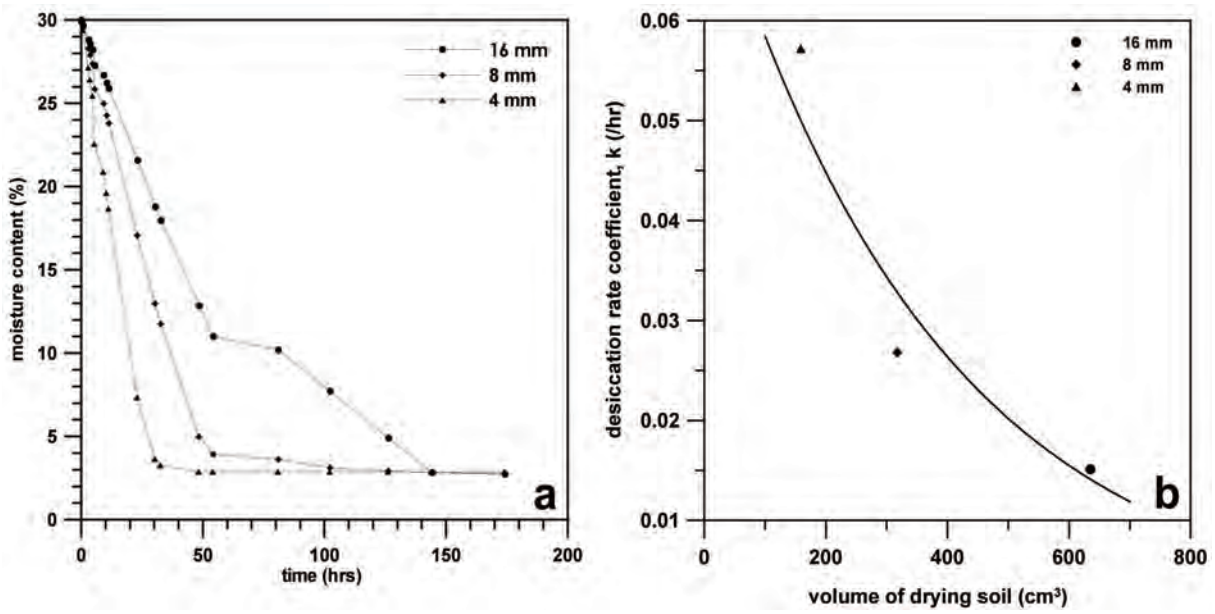 30
25
20
15
10
5
0
moisture content (%)
16 mm
8 mm
4 mm
a
0
50
100
150
200
time (hrs)
0.06
0.05
0.04
0.03
0.02
0.01
desiccation rate coefficient, k (/hr)
16 mm
8 mm
4 mm
b
0
200
400
600
800
volume of drying soil (cm³)